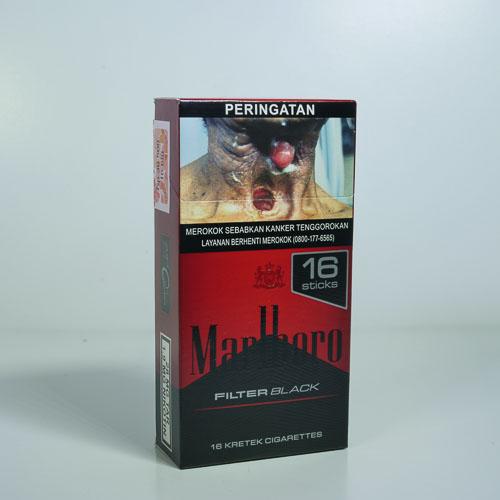 PERINGATAN
MEROKOK SEBABKAN KANKER TENGGOROKAN
LAYANAN BERHENTI MEROKOK (0800-177-6565)
16
sticks
Marlboro
FILTER BLACK
16 KRETEK CIGARETTES